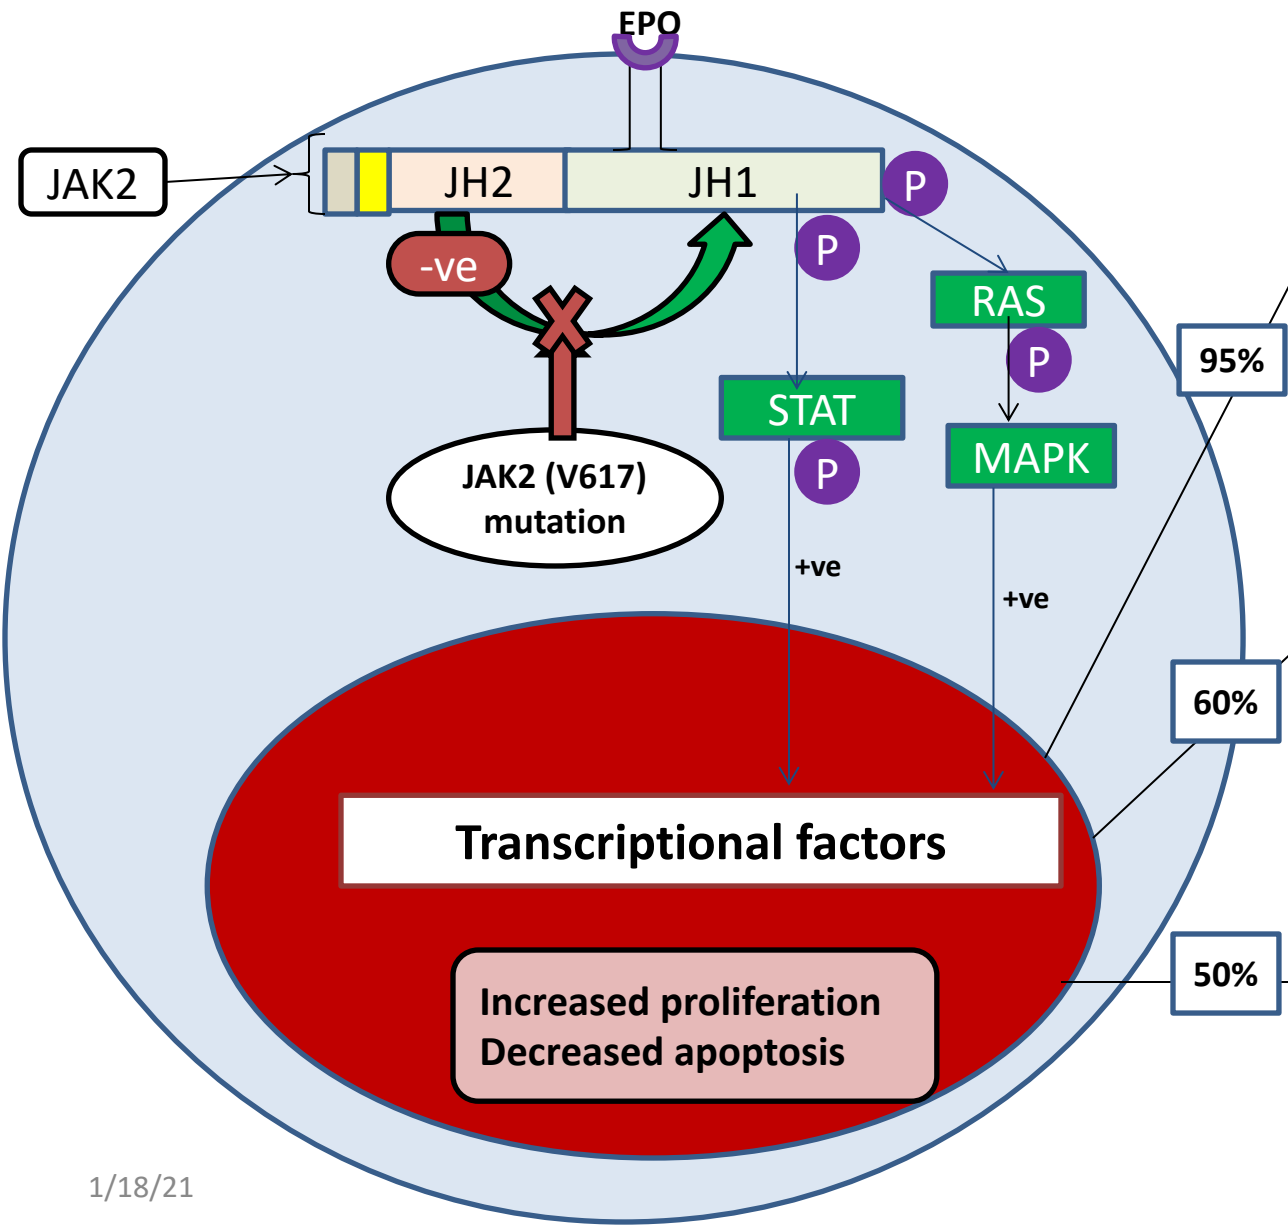 EPO
JAK2
JH2
JH1
P
P
-ve
X
RAS
P
95%
STAT
MAPK
P
JAK2 (V617)
mutation
+ve
+ve
60%
Transcriptional factors
50%
Increased proliferation
Decreased apoptosis
1/18/21